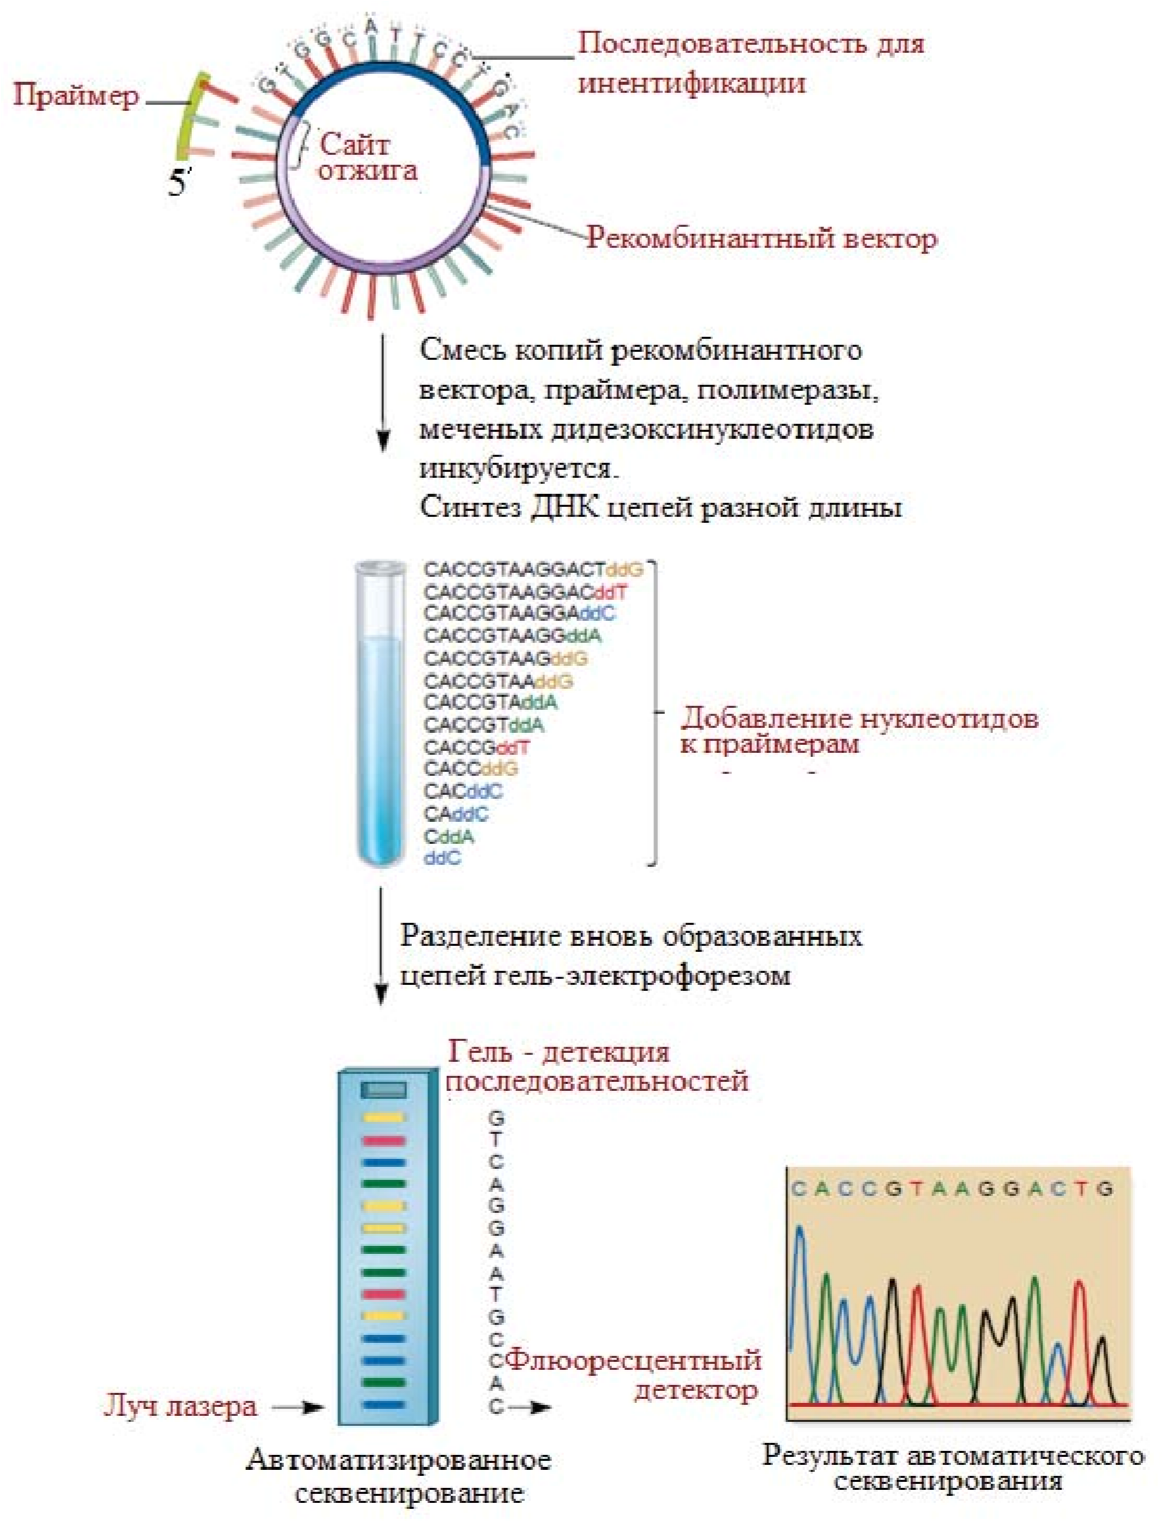 G T G G C A T T C C T G A C
Последовательность для
инентификации
Праймер
Сайт
отжига
5'
Рекомбинантный вектор
Смесь копий рекомбинантного
вектора, праймера, полимеразы,
меченых дидезоксинуклеотидов
инкубируется.
Синтез ДНК цепей разной длины
CACCGTAAGGACTddG
CACCGTAAGGACddT
CACCGTAAGGAddC
CACCGTAAGGddA
CACCGTAAGddG
CACCGTAAddG
CACCGTAddA
CACCGTddA
CACCGddT
CACCddG
CACddC
CAddC
CddA
ddC
Добавление нуклеотидов
к праймерам
Разделение вновь образованных
цепей гель-электрофорезом
Гель - детекция
последовательностей
G
T
C
A
G
G
A
A
T
G
C
C
A
C
Флюоресцентный
детектор
Луч лазера
Автоматизированное
секвенирование
C A C C G T A A G G A C T G
Результат автоматического
секвенирования